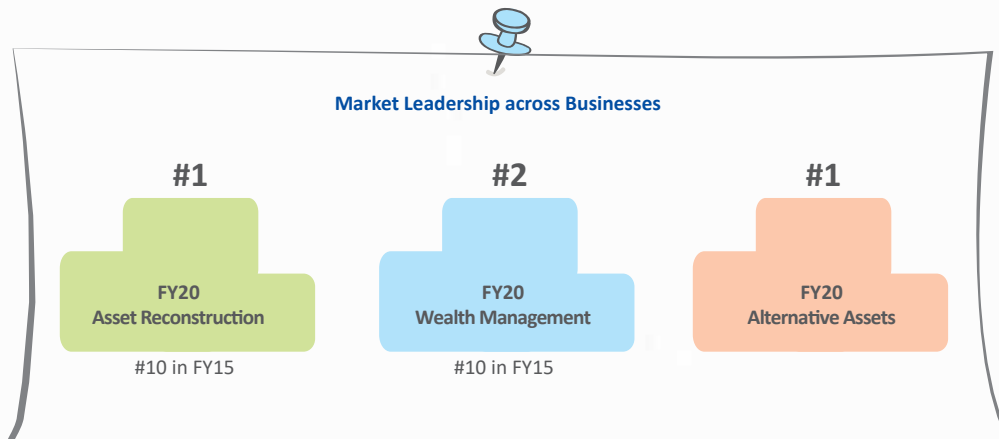 Market Leadership across Businesses
#1
FY20
Asset Reconstruction
#10 in FY15
#2
FY20
Wealth Management
#10 in FY15
#1
FY20
Alternative Assets